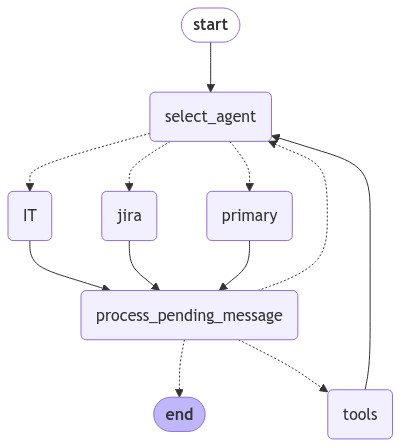 start
select_agent
IT
jira
primary
process_pending_message
end
tools